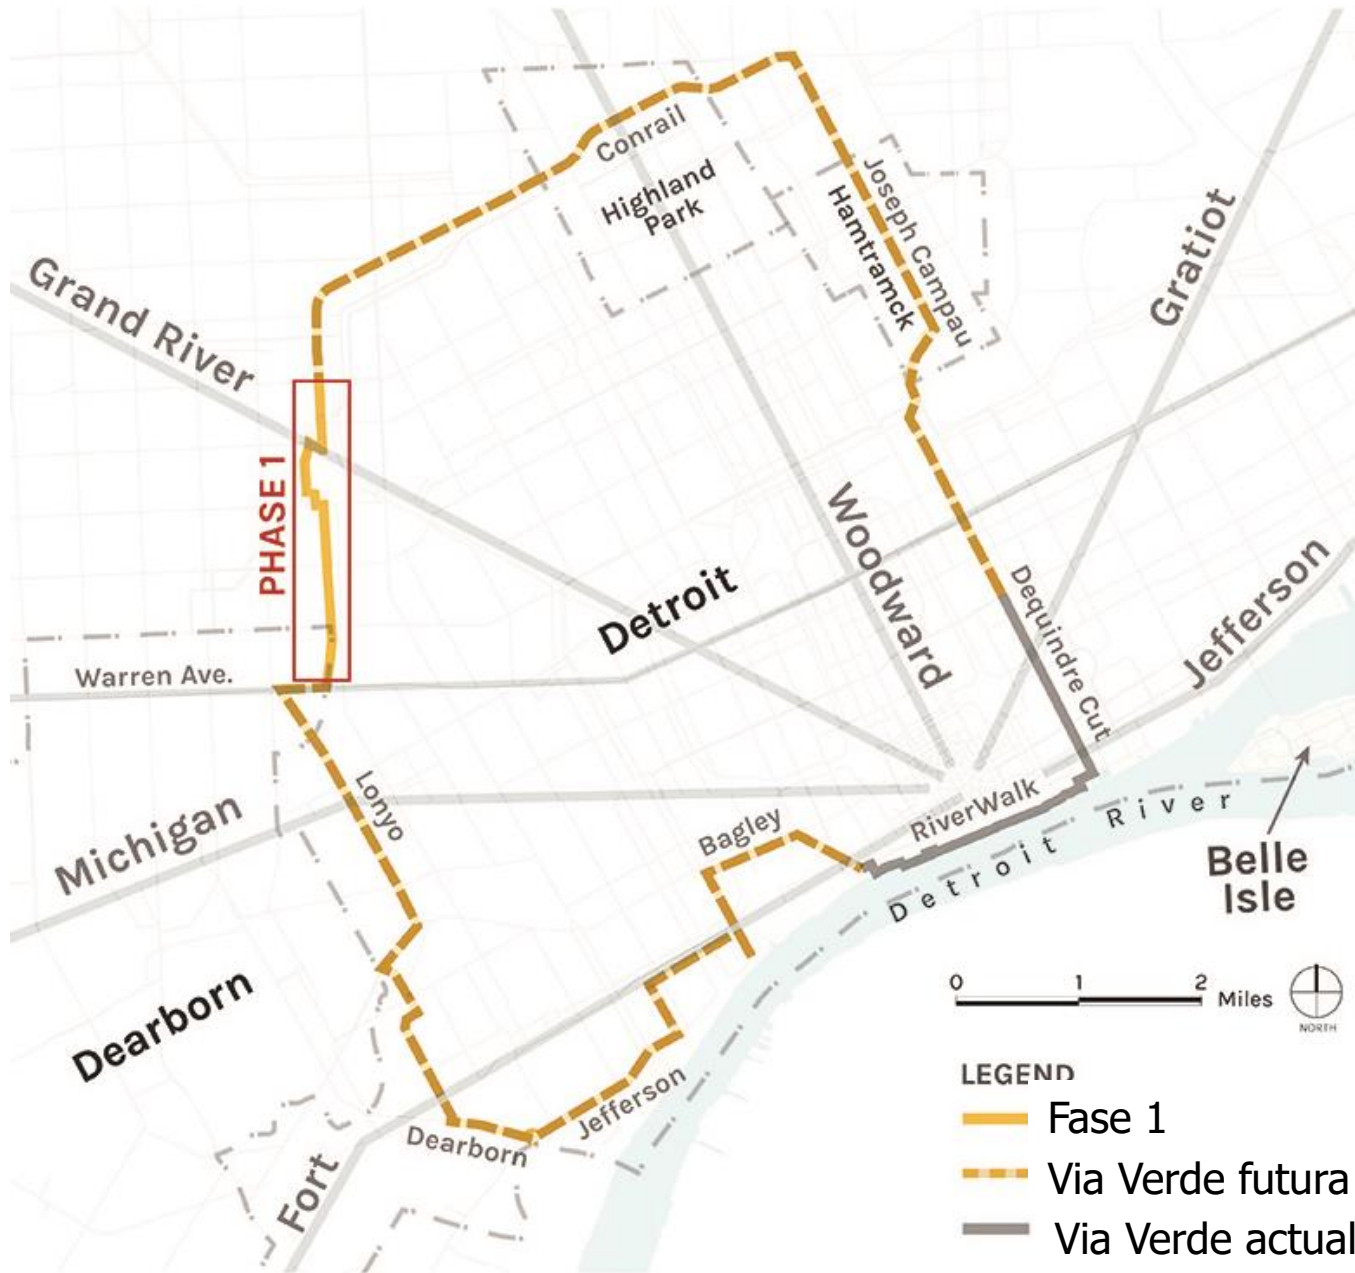 Conrail
Highland
Park
Joseph Campau
Hamtramck
Gratiot
Grand River
PHASE 1
Woodward
Detroit
Dequindre Cut
Jefferson
Warren Ave.
Lonyo
Michigan
Bagley
RiverWalk
Detroit River
Belle
Isle
Dearborn
0 1 2 Miles
NORTH
Jefferson
Dearborn
Fort
LEGEND
Fase 1
Via Verde futura
Via Verde actual